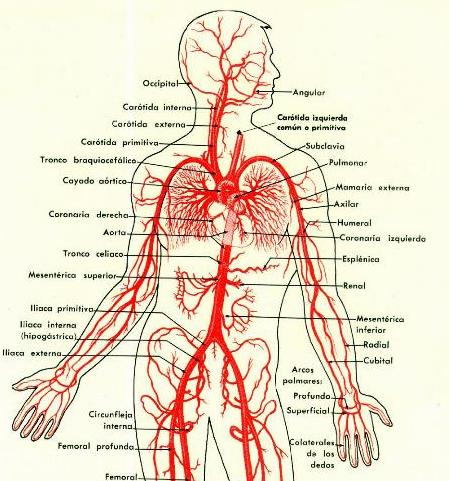 Occipital
Angular
Carótida interna
Carótida externa
Carótida izquierda
común o primitiva
Carótida primitiva
Subclavia
Tronco braquiocefálico
Pulmonar
Cayado aórtico
Mamaria externa
Axilar
Coronaria derecha
Humeral
Aorta
Coronaria izquierda
Tronco celiaco
Esplénica
Mesentérica superior
Renal
Iliaca primitiva
Mesentérica
inferior
Iliaca interna
(hipogástrica)
Radial
Iliaca externa
Cubital
Arcos
palmares:
Profundo
Superficial
Circunfleja
interna
Femoral profunda
Colaterales
de los
dedos
Femoral